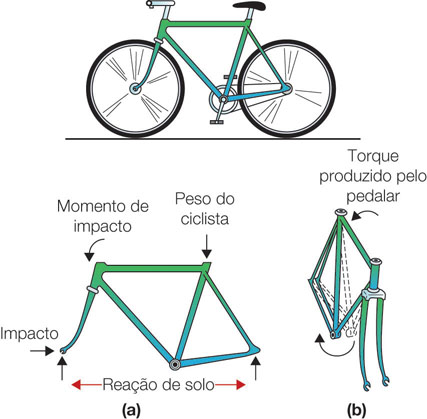 Torque
produzido pelo
pedalar
Momento de
impacto
Peso do
ciclista
Impacto
Reação de solo
(a)
(b)